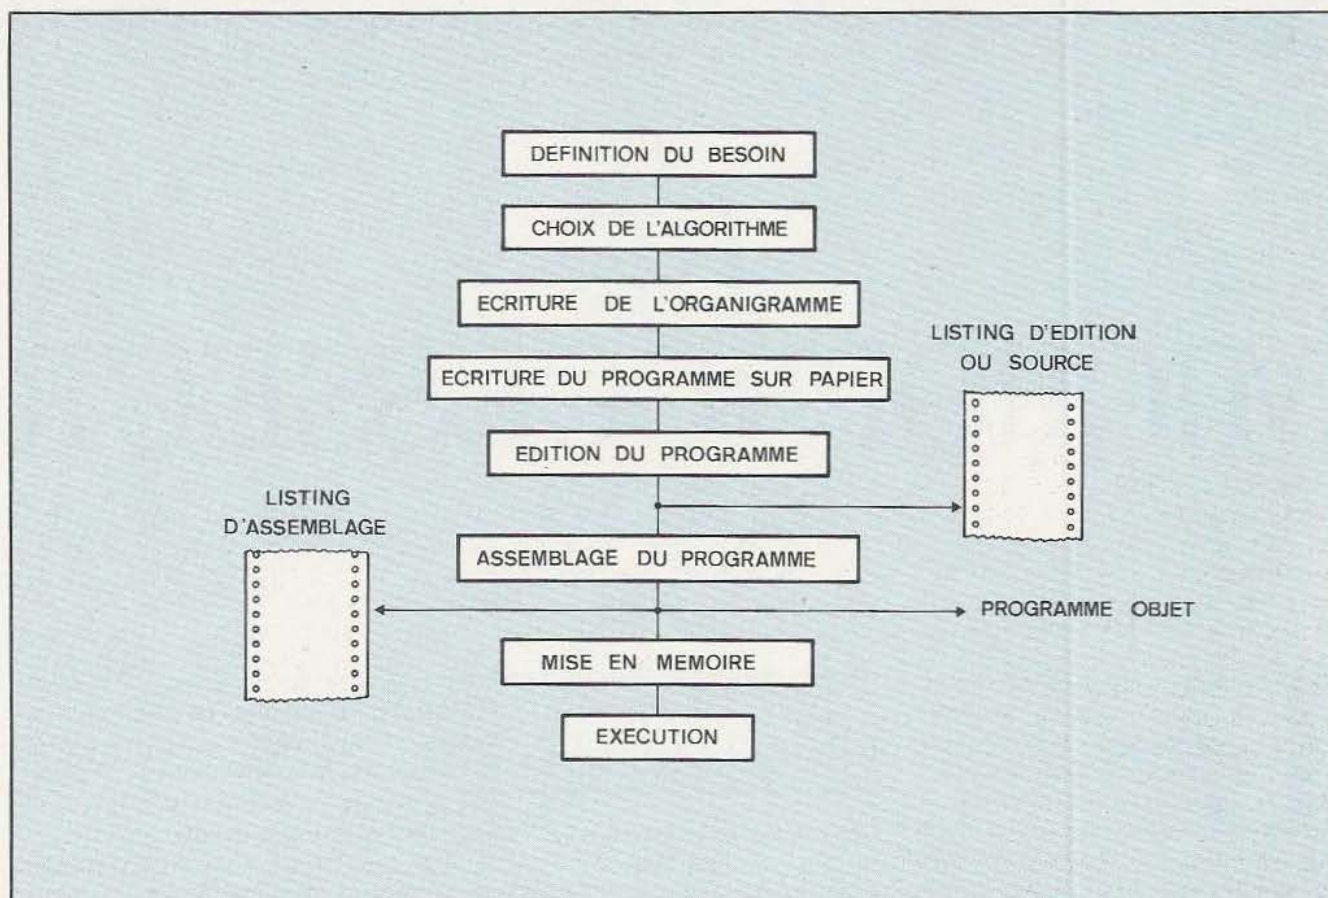 DEFINITION DU BESOIN
CHOIX DE L'ALGORITHME
ECRITURE DE L'ORGANIGRAMME
LISTING D'EDITION
OU SOURCE
ECRITURE DU PROGRAMME SUR PAPIER
EDITION DU PROGRAMME
LISTING
D'ASSEMBLAGE
ASSEMBLAGE DU PROGRAMME
PROGRAMME OBJET
MISE EN MEMOIRE
EXECUTION